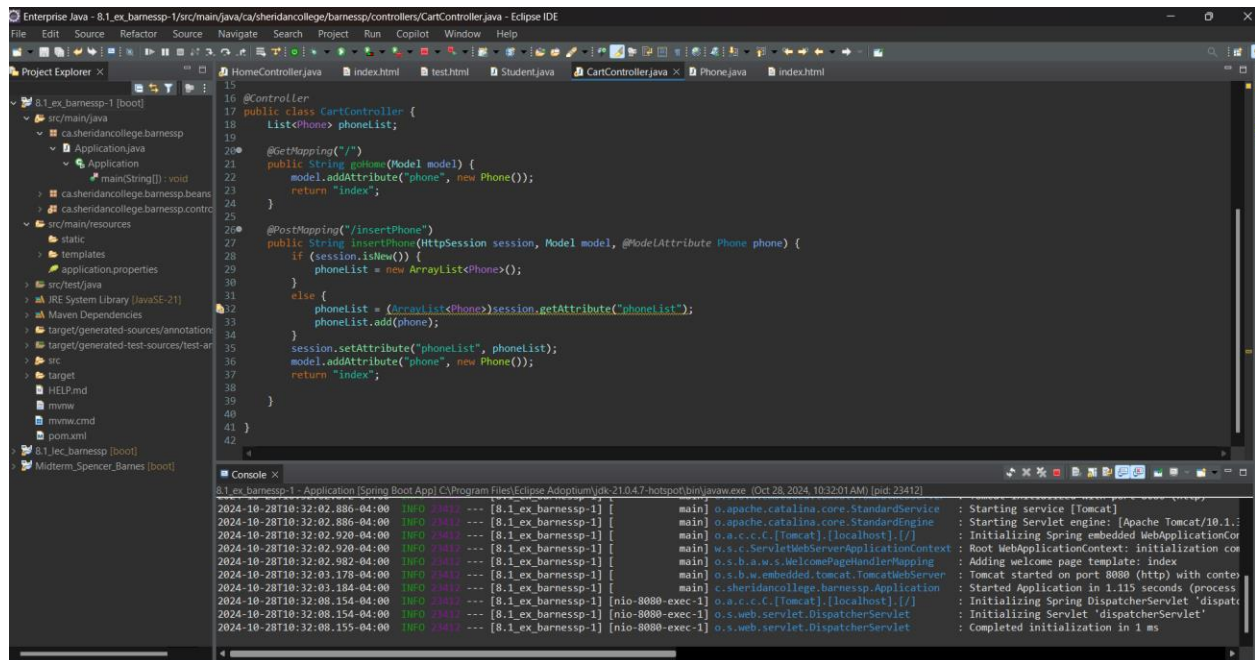 Enterprise Java - 8.1_ex_barnessp-1/src/main/java/ca/sheridancollege/barnessp/controllers/CartController.java - Eclipse IDE
File Edit Source Refactor Source Navigate Search Project Run Copilot Window Help
Project Explorer
HomeController.java index.html test.html Student.java CartController.java Phone.java index.html
8.1_ex_barnessp-1 [boot]
src/main/java
ca.sheridancollege.barnessp
Application.java
Application
main(String[]) : void
ca.sheridancollege.barnessp.beans
ca.sheridancollege.barnessp.contro
src/main/resources
static
templates
application.properties
src/test/java
JRE System Library [JavaSE-21]
Maven Dependencies
target/generated-sources/annotation
target/generated-test-sources/test-ar
src
target
HELP.md
mvnw
mvnw.cmd
pom.xml
8.1_lec_barnessp [boot]
Midterm_Spencer_Barnes [boot]
15
16 @Controller
17 public class CartController {
18 List<Phone> phoneList;
19
20 @GetMapping("/")
21 public String goHome(Model model) {
22 model.addAttribute("phone", new Phone());
23 return "index";
24 }
25
26 @PostMapping("/insertPhone")
27 public String insertPhone(HttpSession session, Model model, @ModelAttribute Phone phone) {
28 if (session.isNew()) {
29 phoneList = new ArrayList<Phone>();
30 }
31 else {
32 phoneList = (ArrayList<Phone>)session.getAttribute("phoneList");
33 phoneList.add(phone);
34 }
35 session.setAttribute("phoneList", phoneList);
36 model.addAttribute("phone", new Phone());
37 return "index";
38
39 }
40
41 }
42
Console
8.1_ex_barnessp-1 - Application [Spring Boot App] C:\Program Files\Eclipse Adoptium\jdk-21.0.4.7-hotspot\bin\javaw.exe (Oct 28, 2024, 10:32:01 AM) [pid: 23412]
2024-10-28T10:32:02.886-04:00 INFO 23412 --- [8.1_ex_barnessp-1] [ main] o.apache.catalina.core.StandardService : Starting service [Tomcat]
2024-10-28T10:32:02.886-04:00 INFO 23412 --- [8.1_ex_barnessp-1] [ main] o.apache.catalina.core.StandardEngine : Starting Servlet engine: [Apache Tomcat/10.1.3
2024-10-28T10:32:02.920-04:00 INFO 23412 --- [8.1_ex_barnessp-1] [ main] o.a.c.c.C.[Tomcat].[localhost].[/] : Initializing Spring embedded WebApplicationCon
2024-10-28T10:32:02.920-04:00 INFO 23412 --- [8.1_ex_barnessp-1] [ main] w.s.c.ServletWebServerApplicationContext : Root WebApplicationContext: initialization com
2024-10-28T10:32:02.982-04:00 INFO 23412 --- [8.1_ex_barnessp-1] [ main] o.s.b.a.w.s.WelcomePageHandlerMapping : Adding welcome page template: index
2024-10-28T10:32:03.178-04:00 INFO 23412 --- [8.1_ex_barnessp-1] [ main] o.s.b.w.embedded.tomcat.TomcatWebServer : Tomcat started on port 8080 (http) with contex
2024-10-28T10:32:03.184-04:00 INFO 23412 --- [8.1_ex_barnessp-1] [ main] c.sheridancollege.barnessp.Application : Started Application in 1.115 seconds (process
2024-10-28T10:32:08.154-04:00 INFO 23412 --- [8.1_ex_barnessp-1] [nio-8080-exec-1] o.a.c.c.C.[Tomcat].[localhost].[/] : Initializing Spring DispatcherServlet 'dispatc
2024-10-28T10:32:08.154-04:00 INFO 23412 --- [8.1_ex_barnessp-1] [nio-8080-exec-1] o.s.web.servlet.DispatcherServlet : Initializing Servlet 'dispatcherServlet'
2024-10-28T10:32:08.155-04:00 INFO 23412 --- [8.1_ex_barnessp-1] [nio-8080-exec-1] o.s.web.servlet.DispatcherServlet : Completed initialization in 1 ms